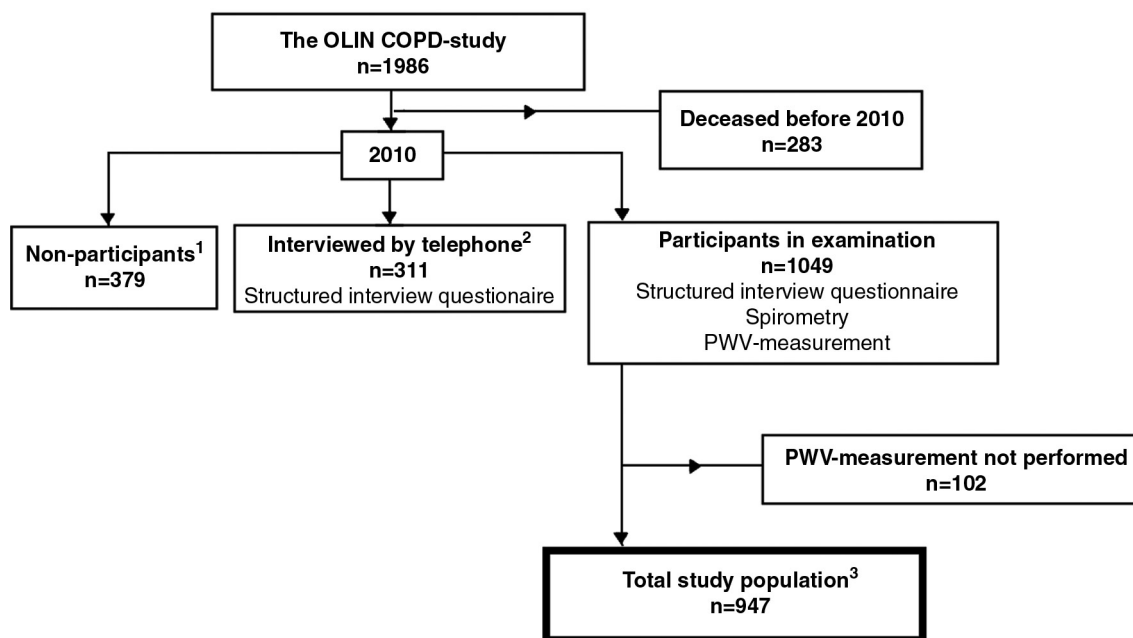 The OLIN COPD-study
n=1986
Deceased before 2010
n=283
2010
Non-participants¹
n=379
Interviewed by telephone²
n=311
Structured interview questionaire
Participants in examination
n=1049
Structured interview questionnaire
Spirometry
PWV-measurement
PWV-measurement not performed
n=102
Total study population³
n=947